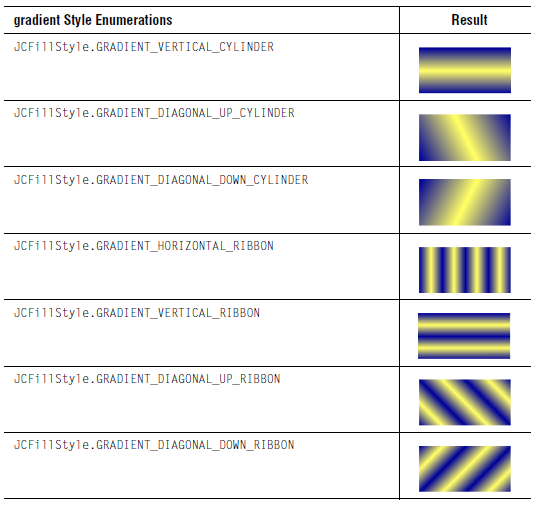 gradient Style Enumerations Result
JCFillStyle.GRADIENT_VERTICAL_CYLINDER
JCFillStyle.GRADIENT_DIAGONAL_UP_CYLINDER
JCFillStyle.GRADIENT_DIAGONAL_DOWN_CYLINDER
JCFillStyle.GRADIENT_HORIZONTAL_RIBBON
JCFillStyle.GRADIENT_VERTICAL_RIBBON
JCFillStyle.GRADIENT_DIAGONAL_UP_RIBBON
JCFillStyle.GRADIENT_DIAGONAL_DOWN_RIBBON